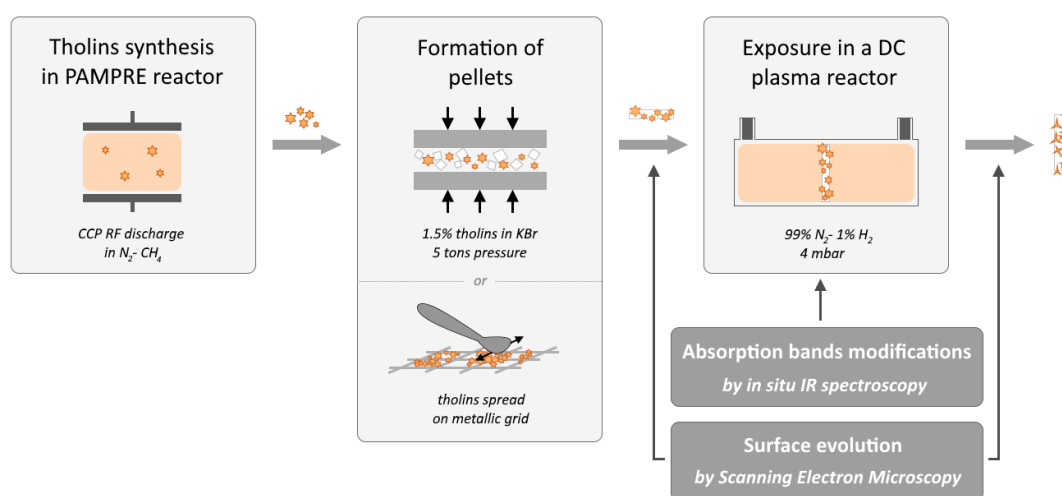 Tholins synthesis
in PAMPRE reactor
CCP RF discharge
in N₂- CH₄
Formation of
pellets
1.5% tholins in KBr
5 tons pressure
or
tholins spread
on metallic grid
Exposure in a DC
plasma reactor
99% N₂- 1% H₂
4 mbar
Absorption bands modifications
by in situ IR spectroscopy
Surface evolution
by Scanning Electron Microscopy